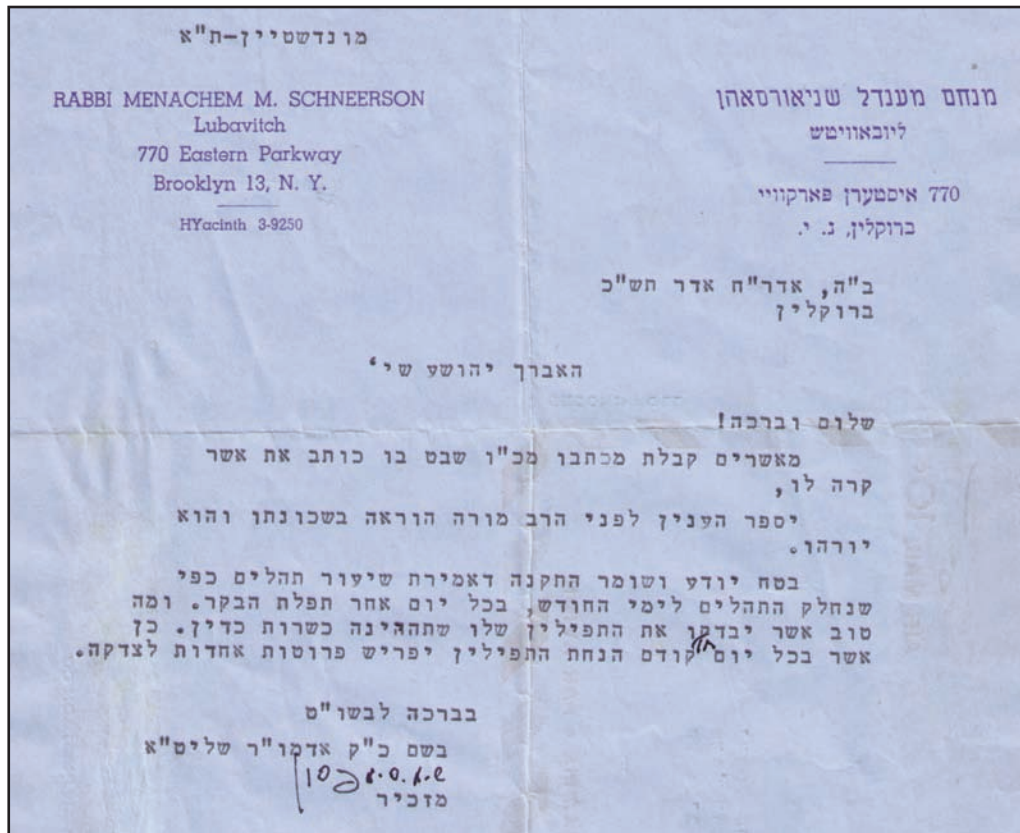 מונדשטיין-ת"א
RABBI MENACHEM M. SCHNEERSON
Lubavitch
770 Eastern Parkway
Brooklyn 13, N. Y.
HYacinth 3-9250
מנחם מענדל שניאורסאהן
ליובאוויטש
770 איסטערן פארקוויי
ברוקלין, נ. י.
ב"ה, אדר"ח אדר תש"כ
ברוקלין
האברך יהושע שי'
שלום וברכה!
מאשרים קבלת מכתבו מכ"ו שבט בו כותב את אשר
קרה לו,
יספר הענין לפני הרב מורה הוראה בשכונתו והוא
יורהו.
בטח יודע ושומר התקנה דאמירת שיעור תהלים כפי
שנחלק התהלים לימי החודש, בכל יום אחר תפלת הבקר. ומה
טוב אשר יבדקו את התפילין שלו שתהיינה כשרות כדין. כן
אשר בכל יום חול קודם הנחת התפילין יפריש פרוטות אחדות לצדקה.
בברכה לבשו"ט
בשם כ"ק אדמו"ר שליט"א
מזכיר